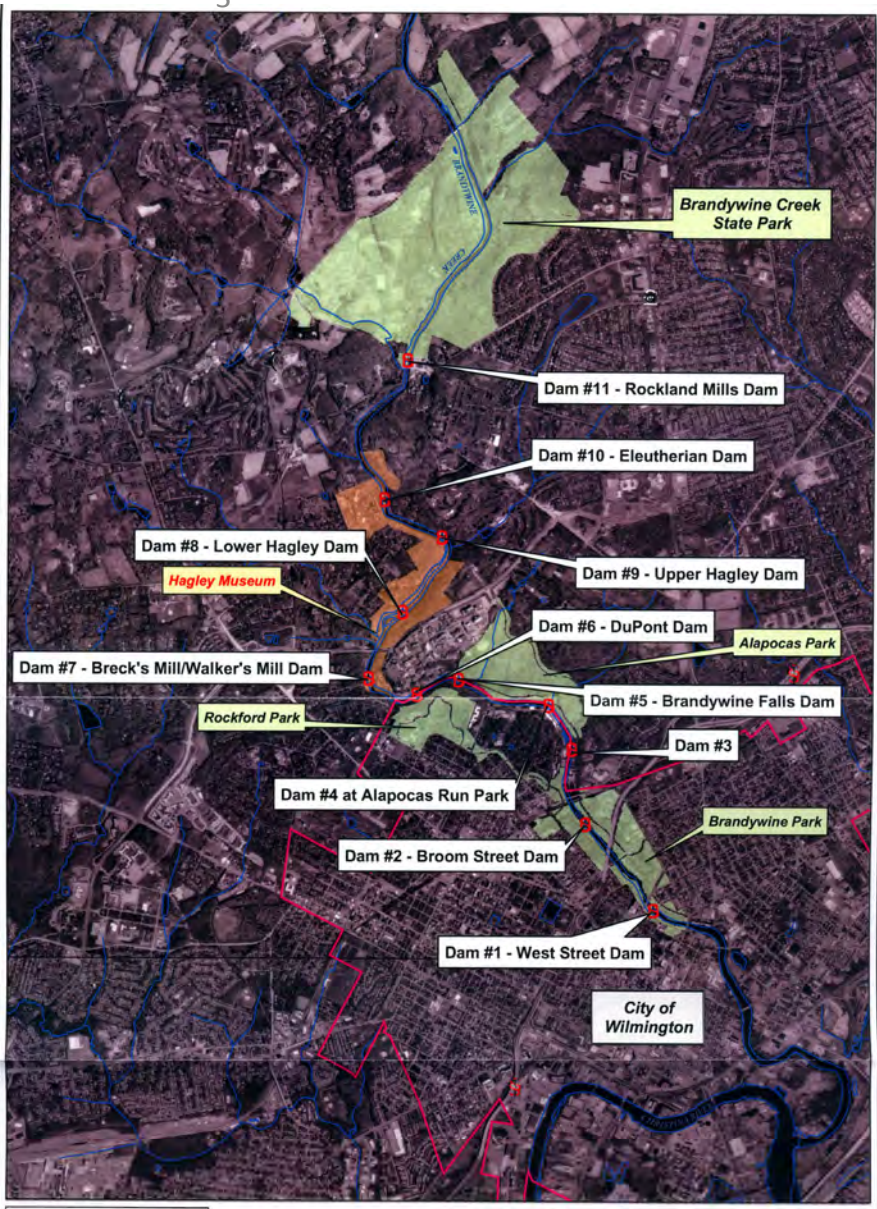 BRANDYWINE
CREEK
Brandywine Creek
State Park
Dam #11 - Rockland Mills Dam
Dam #10 - Eleutherian Dam
Dam #8 - Lower Hagley Dam
Hagley Museum
Dam #9 - Upper Hagley Dam
Dam #6 - DuPont Dam
Alapocas Park
Dam #7 - Breck's Mill/Walker's Mill Dam
Dam #5 - Brandywine Falls Dam
Rockford Park
Dam #3
Dam #4 at Alapocas Run Park
Brandywine Park
Dam #2 - Broom Street Dam
Dam #1 - West Street Dam
City of
Wilmington